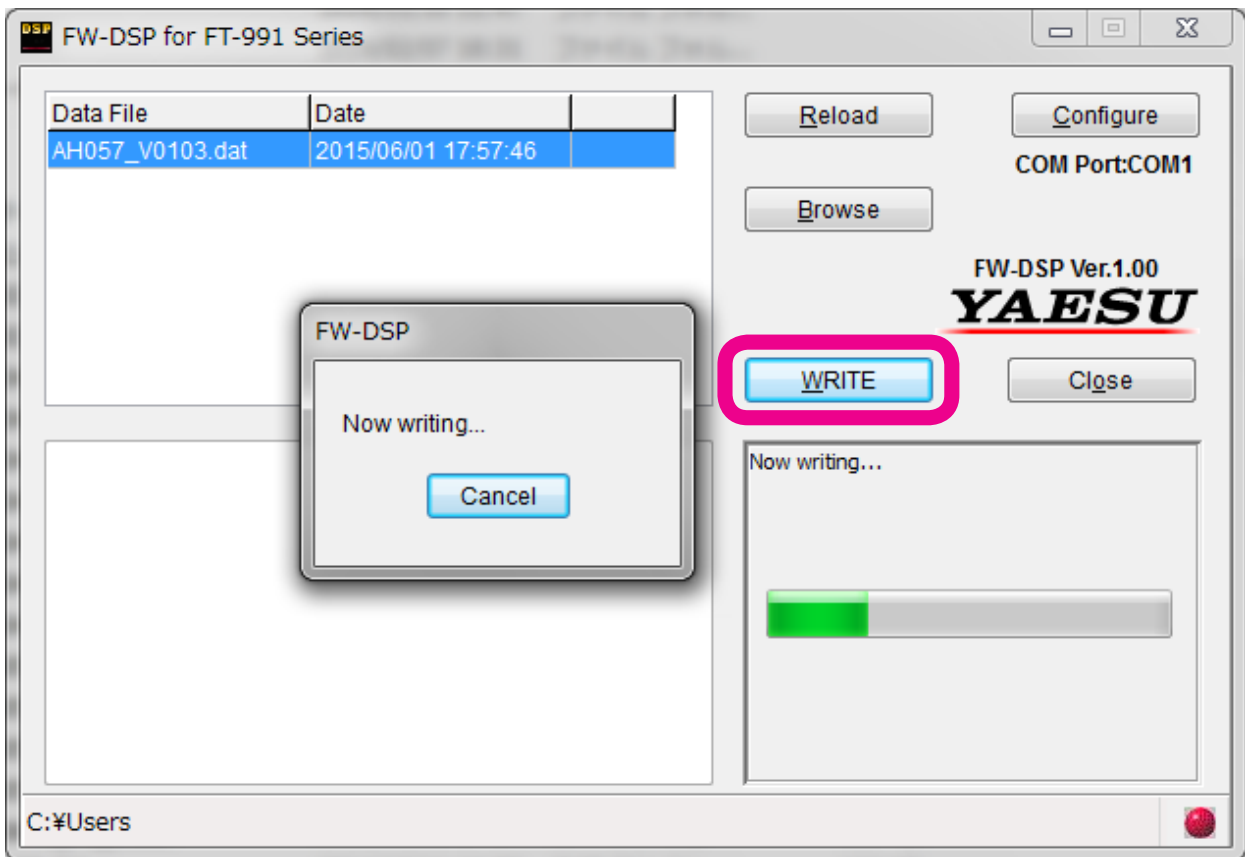 DSP FW-DSP for FT-991 Series
Data File Date
AH057_V0103.dat 2015/06/01 17:57:46
Reload
Configure
COM Port:COM1
Browse
FW-DSP Ver.1.00
YAESU
WRITE
Close
FW-DSP
Now writing...
Cancel
Now writing...
C:¥Users